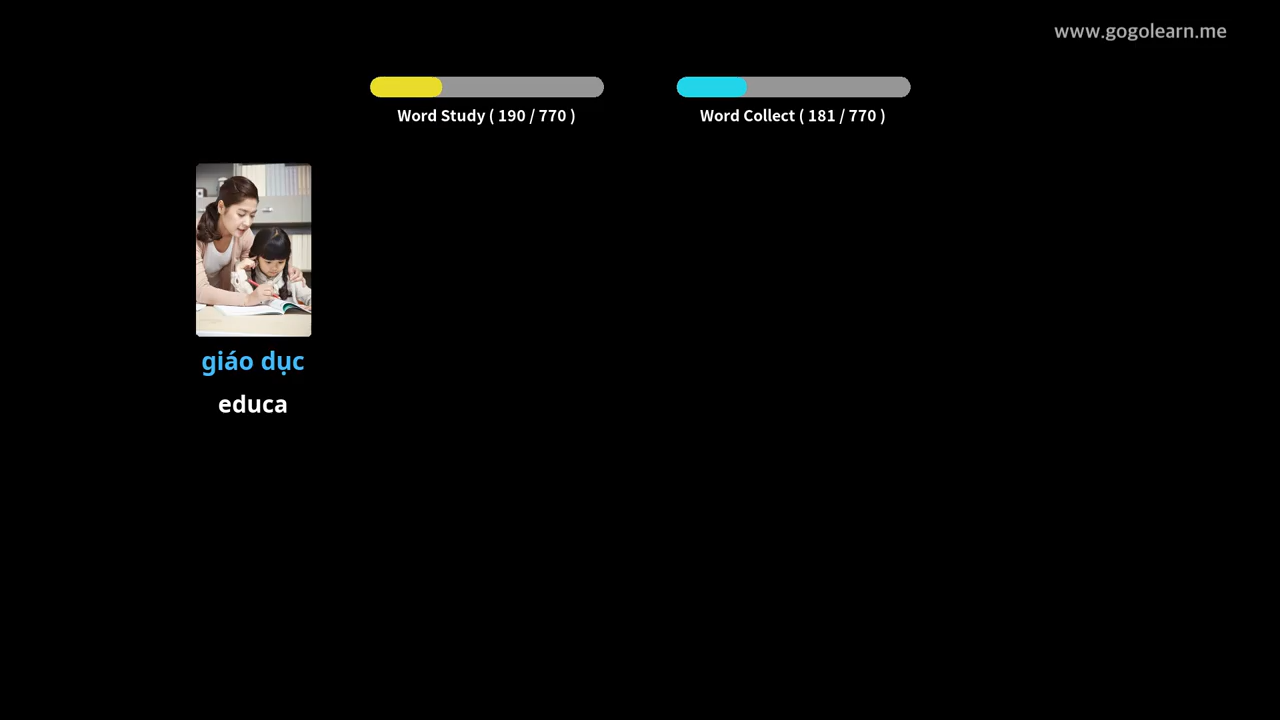 www.gogolearn.me
Word Study ( 190 / 770 )
Word Collect ( 181 / 770 )
giáo dục
educa